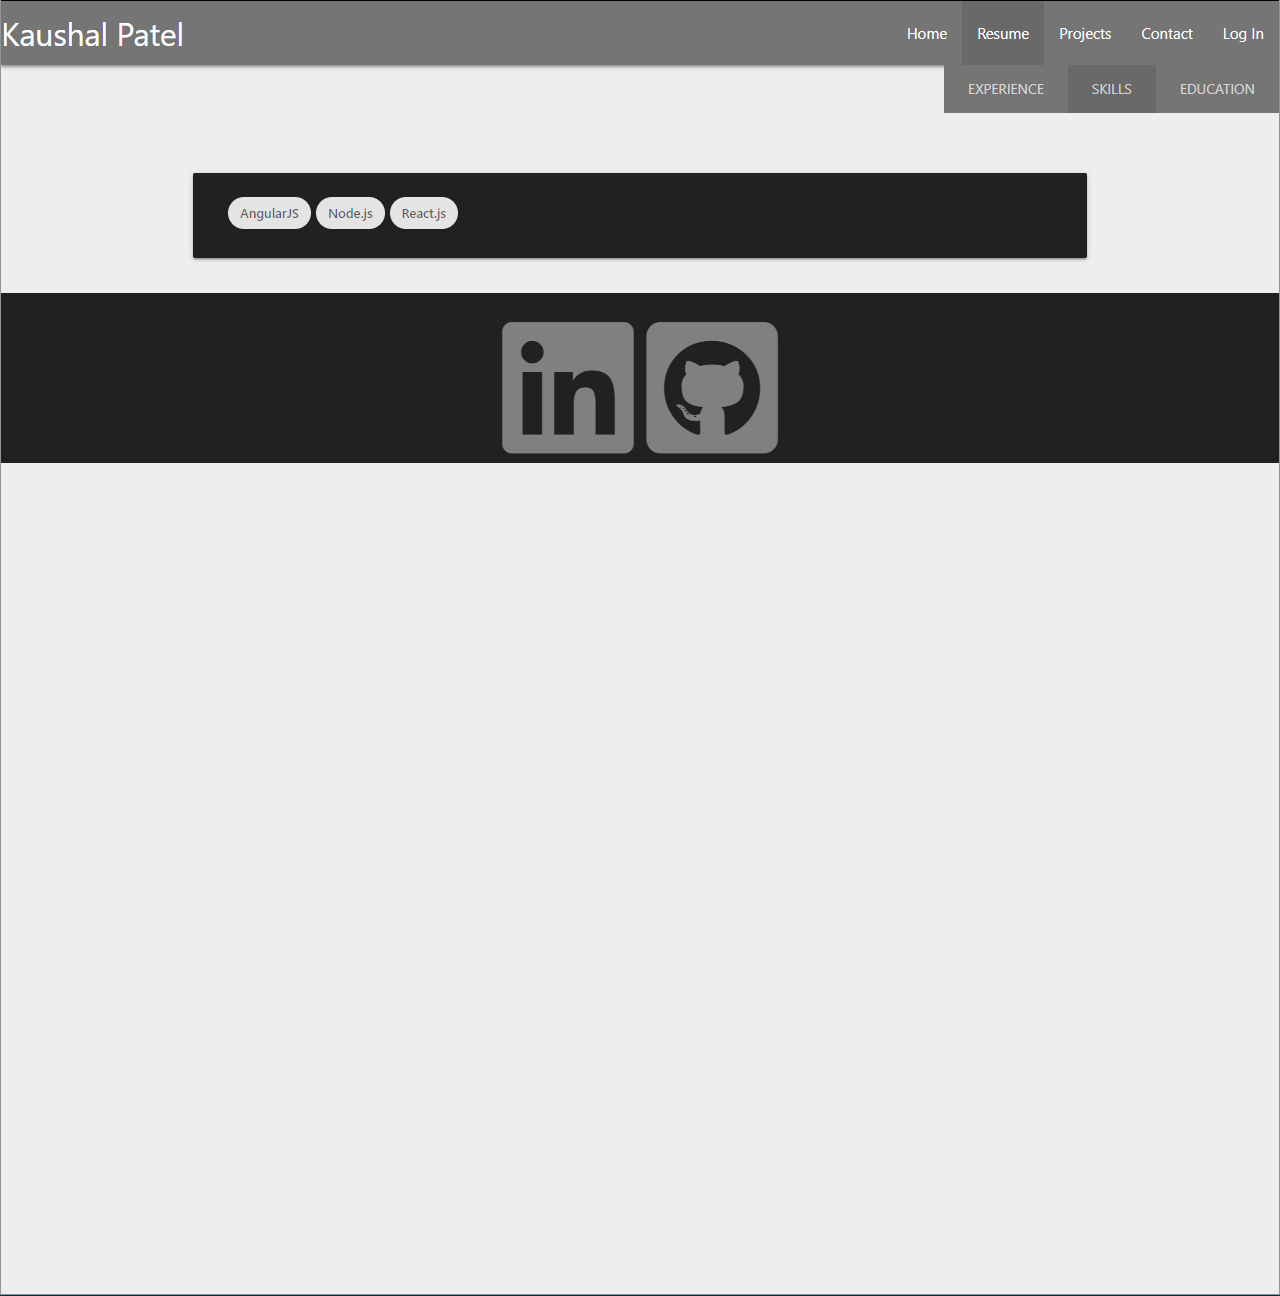 Kaushal Patel Home Resume Projects Contact Log In
EXPERIENCE SKILLS EDUCATION
AngularJS Node.js React.js
in